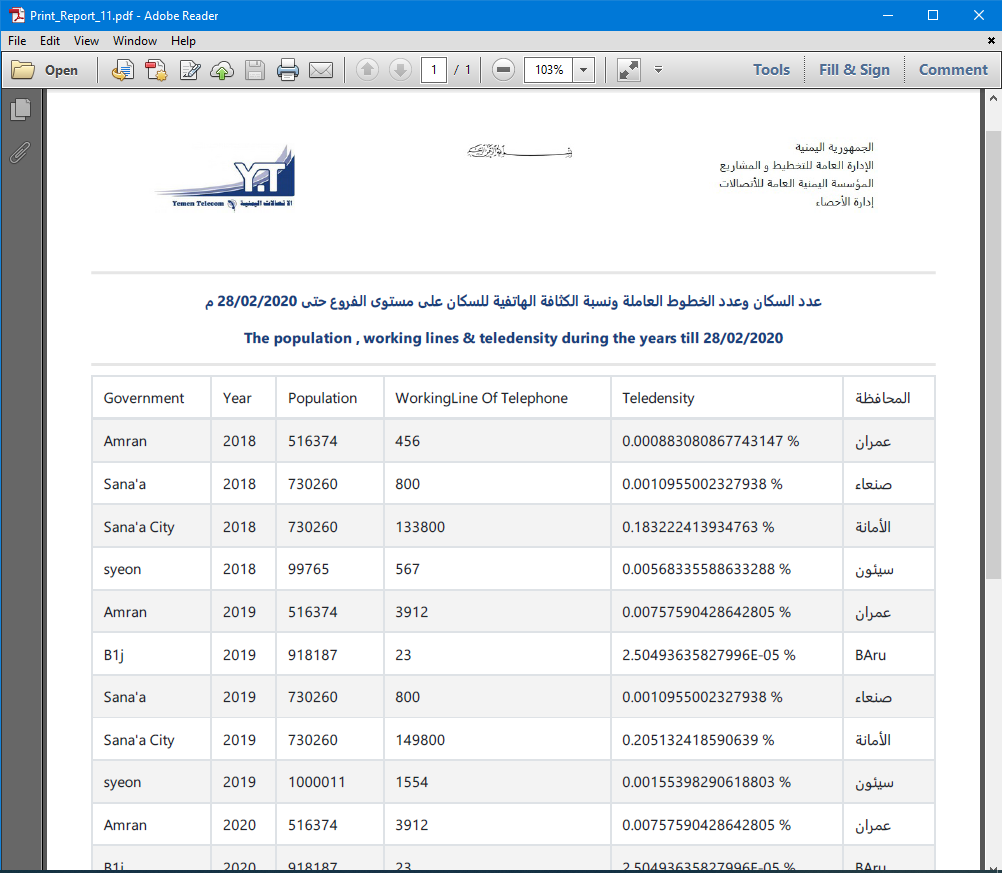 Print_Report_11.pdf - Adobe Reader
File Edit View Window Help
Open 1 / 1 103% Tools Fill & Sign Comment
الجمهورية اليمنية
الإدارة العامة للتخطيط و المشاريع
المؤسسة اليمنية العامة للأتصالات
إدارة الأحصاء
Y.T
Yemen Telecom الاتصالات اليمنية
عدد السكان وعدد الخطوط العاملة ونسبة الكثافة الهاتفية للسكان على مستوى الفروع حتى 28/02/2020 م
The population , working lines & teledensity during the years till 28/02/2020
Government Year Population WorkingLine Of Telephone Teledensity المحافظة
Amran 2018 516374 456 0.000883080867743147 % عمران
Sana'a 2018 730260 800 0.0010955002327938 % صنعاء
Sana'a City 2018 730260 133800 0.183222413934763 % الأمانة
syeon 2018 99765 567 0.00568335588633288 % سيئون
Amran 2019 516374 3912 0.00757590428642805 % عمران
B1j 2019 918187 23 2.50493635827996E-05 % BAru
Sana'a 2019 730260 800 0.0010955002327938 % صنعاء
Sana'a City 2019 730260 149800 0.205132418590639 % الأمانة
syeon 2019 1000011 1554 0.00155398290618803 % سيئون
Amran 2020 516374 3912 0.00757590428642805 % عمران
B1j 2020 918187 23 2.50493635827996E-05 % BAru